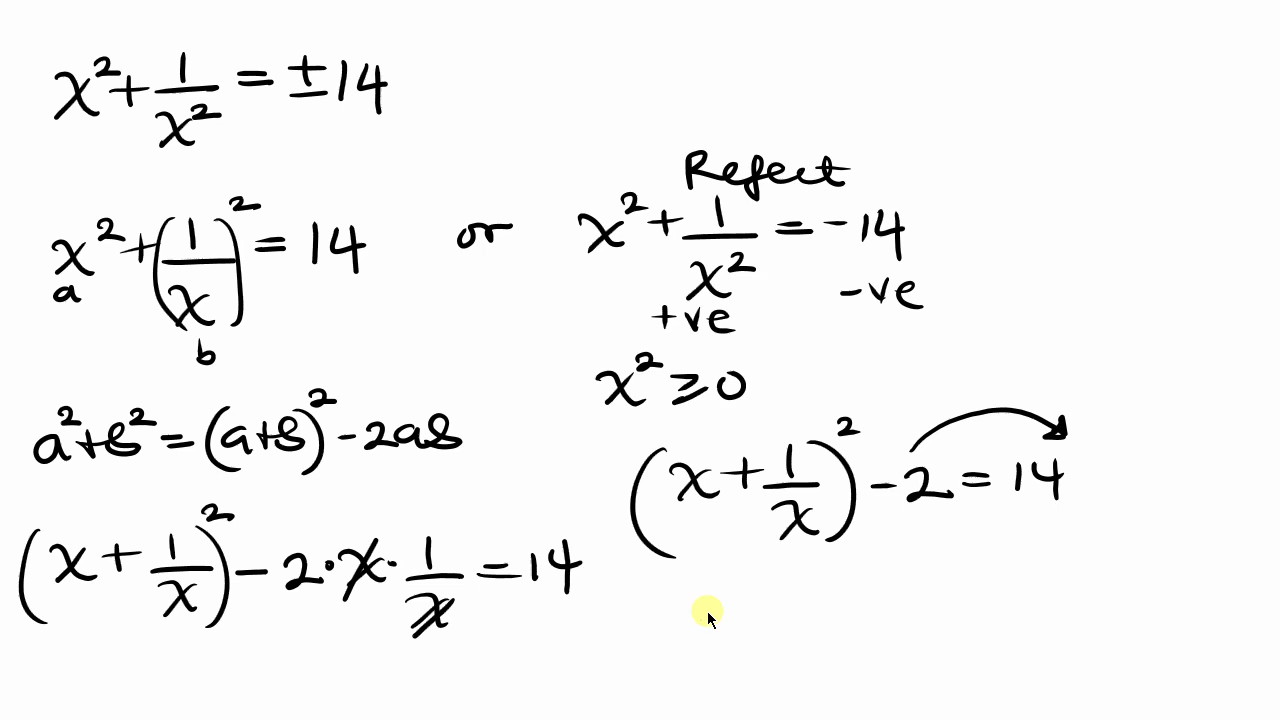 x² + 1/x² = ±14
x² + (1/x)² = 14 or x² + 1/x² = -14
a
b
Reject
+ve
-ve
x² ≥ 0
a² + b² = (a+b)² - 2ab
(x + 1/x)² - 2·x·1/x = 14
(x + 1/x)² - 2 = 14